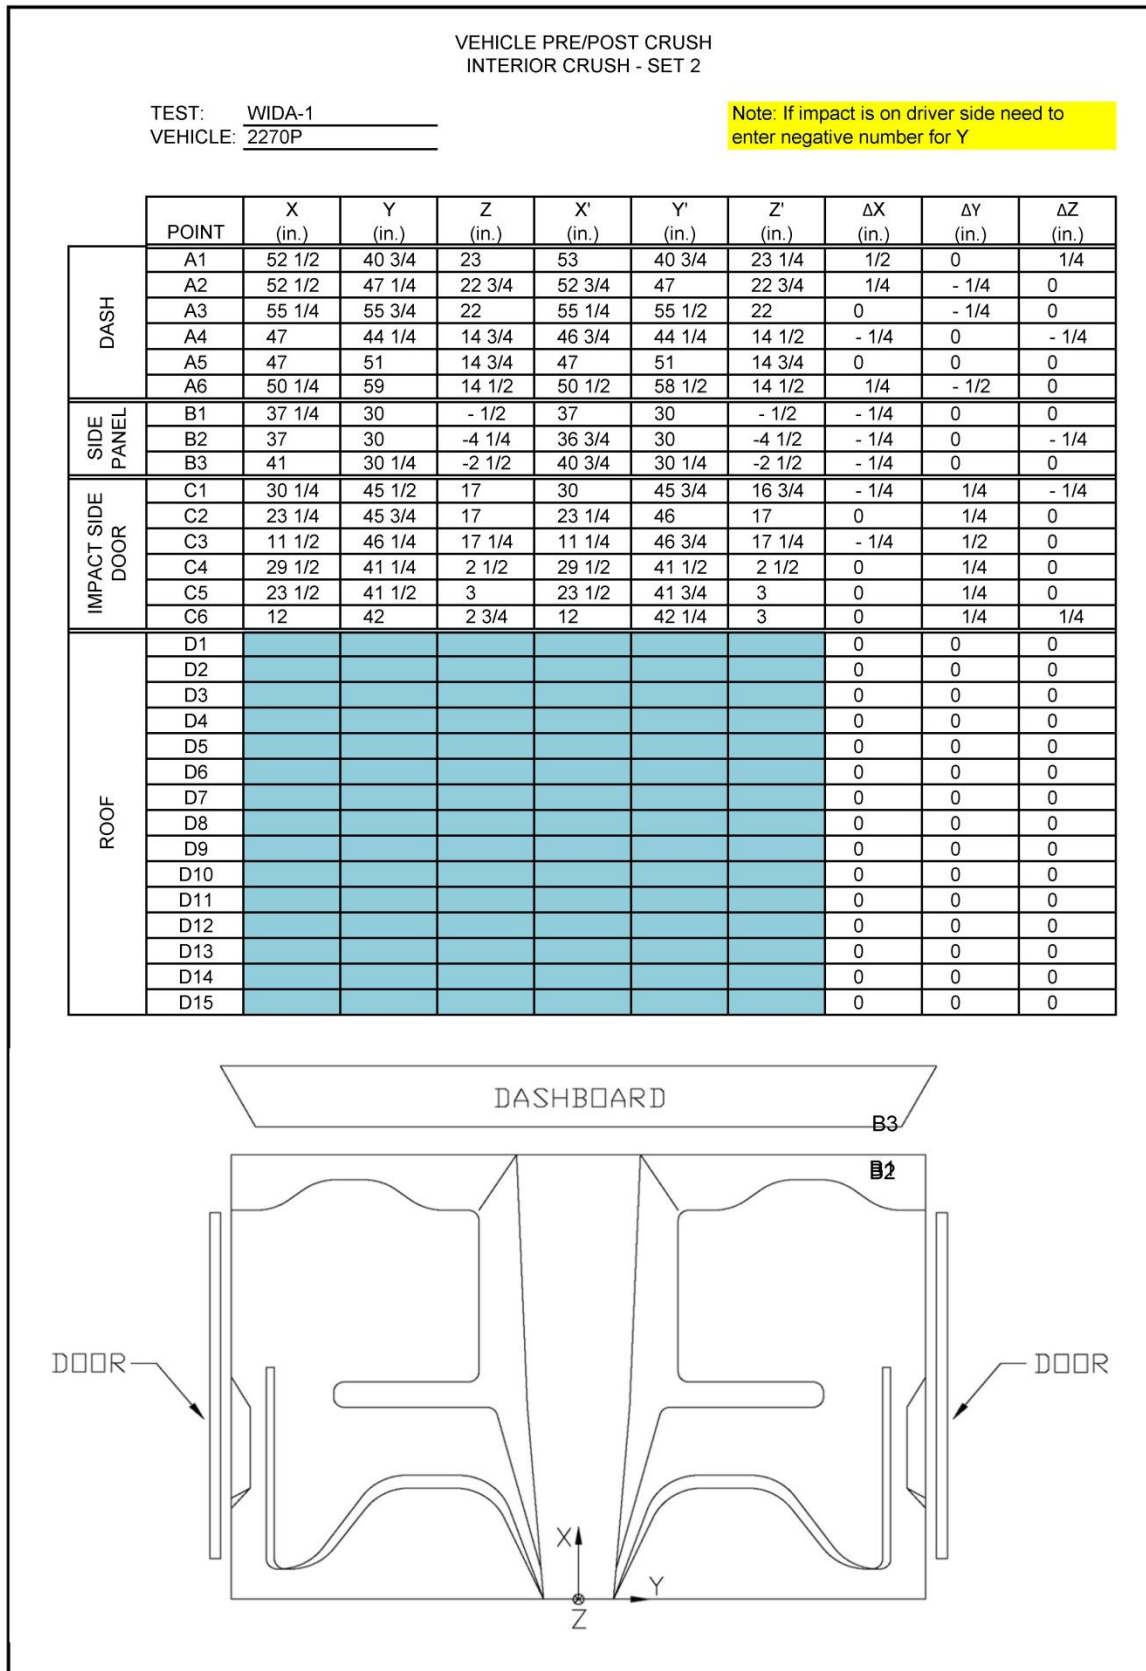 VEHICLE PRE/POST CRUSH
INTERIOR CRUSH - SET 2
TEST: WIDA-1
VEHICLE: 2270P
Note: If impact is on driver side need to
enter negative number for Y
POINT X (in.) Y (in.) Z (in.) X' (in.) Y' (in.) Z' (in.) ΔX (in.) ΔY (in.) ΔZ (in.)
DASH
A1 52 1/2 40 3/4 23 53 40 3/4 23 1/4 1/2 0 1/4
A2 52 1/2 47 1/4 22 3/4 52 3/4 47 22 3/4 1/4 - 1/4 0
A3 55 1/4 55 3/4 22 55 1/4 55 1/2 22 0 - 1/4 0
A4 47 44 1/4 14 3/4 46 3/4 44 1/4 14 1/2 - 1/4 0 - 1/4
A5 47 51 14 3/4 47 51 14 3/4 0 0 0
A6 50 1/4 59 14 1/2 50 1/2 58 1/2 14 1/2 1/4 - 1/2 0
SIDE PANEL
B1 37 1/4 30 - 1/2 37 30 - 1/2 - 1/4 0 0
B2 37 30 -4 1/4 36 3/4 30 -4 1/2 - 1/4 0 - 1/4
B3 41 30 1/4 -2 1/2 40 3/4 30 1/4 -2 1/2 - 1/4 0 0
IMPACT SIDE DOOR
C1 30 1/4 45 1/2 17 30 45 3/4 16 3/4 - 1/4 1/4 - 1/4
C2 23 1/4 45 3/4 17 23 1/4 46 17 0 1/4 0
C3 11 1/2 46 1/4 17 1/4 11 1/4 46 3/4 17 1/4 - 1/4 1/2 0
C4 29 1/2 41 1/4 2 1/2 29 1/2 41 1/2 2 1/2 0 1/4 0
C5 23 1/2 41 1/2 3 23 1/2 41 3/4 3 0 1/4 0
C6 12 42 2 3/4 12 42 1/4 3 0 1/4 1/4
ROOF
D1 0 0 0
D2 0 0 0
D3 0 0 0
D4 0 0 0
D5 0 0 0
D6 0 0 0
D7 0 0 0
D8 0 0 0
D9 0 0 0
D10 0 0 0
D11 0 0 0
D12 0 0 0
D13 0 0 0
D14 0 0 0
D15 0 0 0
DASHBOARD
B3
B1
B2
DOOR
DOOR
X
Y
Z